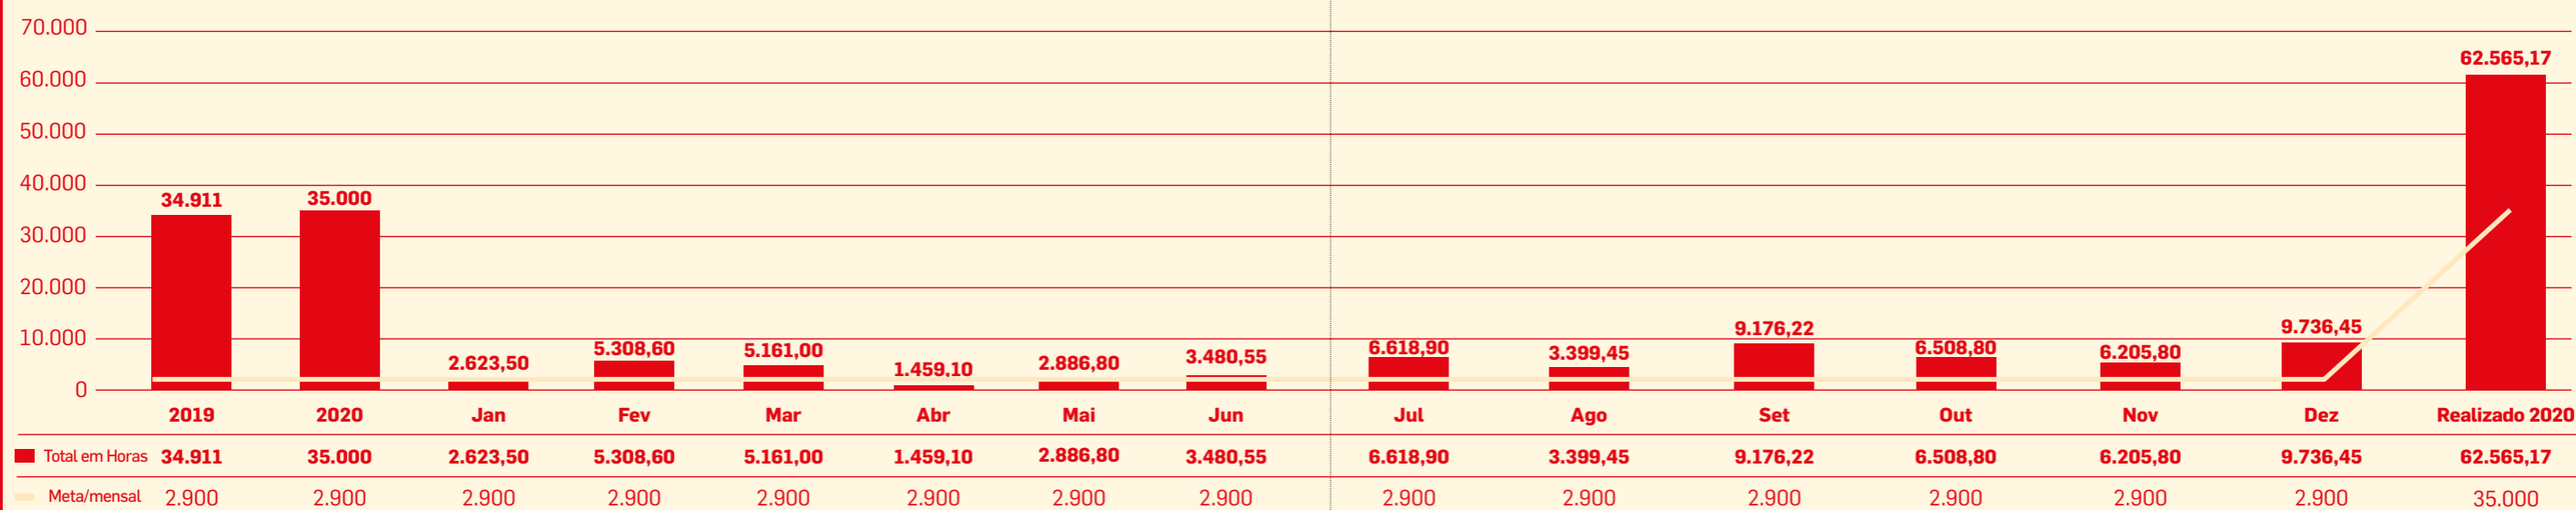 70.000
60.000
50.000
40.000
30.000
20.000
10.000
0
34.911 35.000 2.623,50 5.308,60 5.161,00 1.459,10 2.886,80 3.480,55 6.618,90 3.399,45 9.176,22 6.508,80 6.205,80 9.736,45 62.565,17
2019 2020 Jan Fev Mar Abr Mai Jun Jul Ago Set Out Nov Dez Realizado 2020
Total em Horas 34.911 35.000 2.623,50 5.308,60 5.161,00 1.459,10 2.886,80 3.480,55 6.618,90 3.399,45 9.176,22 6.508,80 6.205,80 9.736,45 62.565,17
Meta/mensal 2.900 2.900 2.900 2.900 2.900 2.900 2.900 2.900 2.900 2.900 2.900 2.900 2.900 2.900 35.000